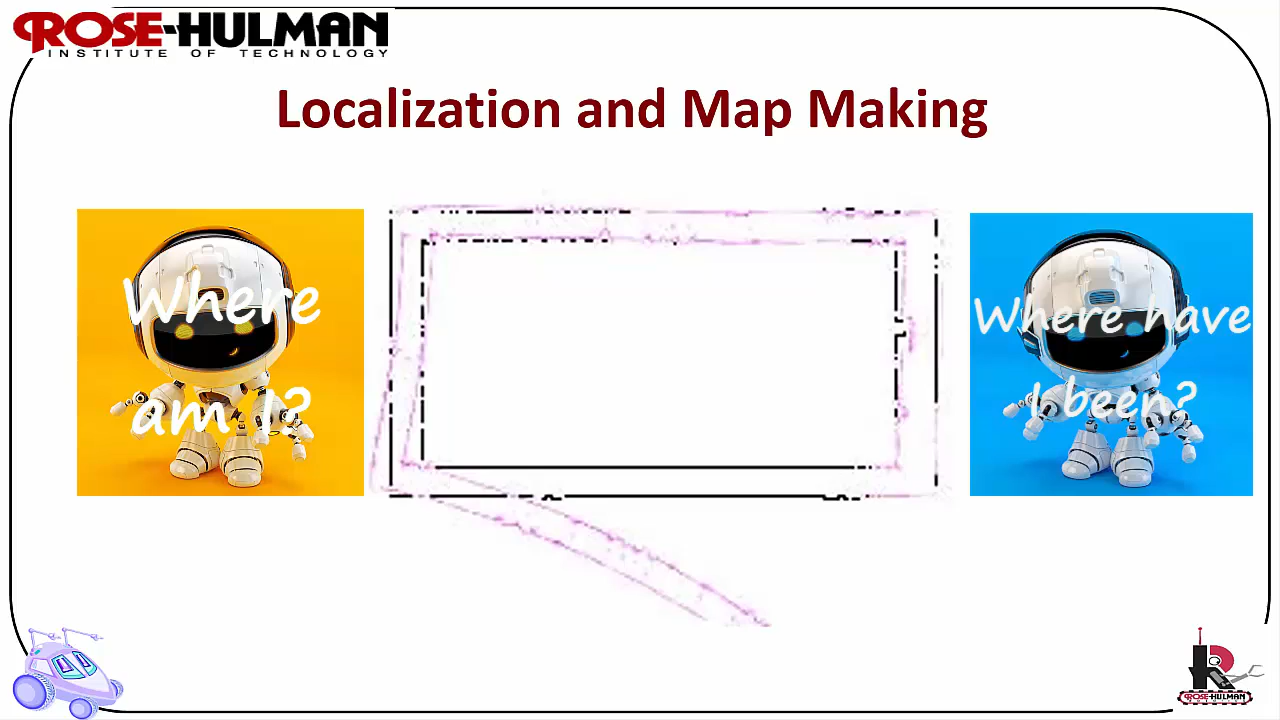 ROSE-HULMAN
INSTITUTE OF TECHNOLOGY
Localization and Map Making
Where
am I?
Where have
I been?
R
ROSE-HULMAN